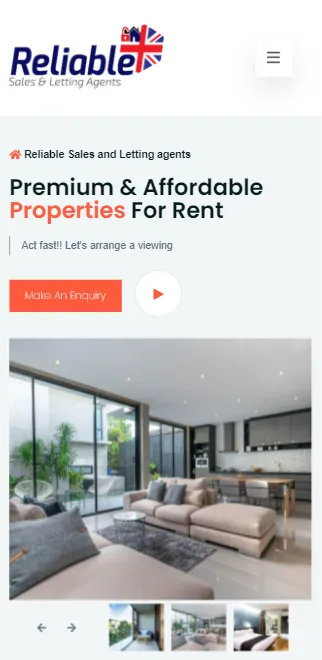 Reliable
Sales & Letting Agents
Reliable Sales and Letting agents
Premium & Affordable
Properties For Rent
Act fast!! Let's arrange a viewing
Make An Enquiry